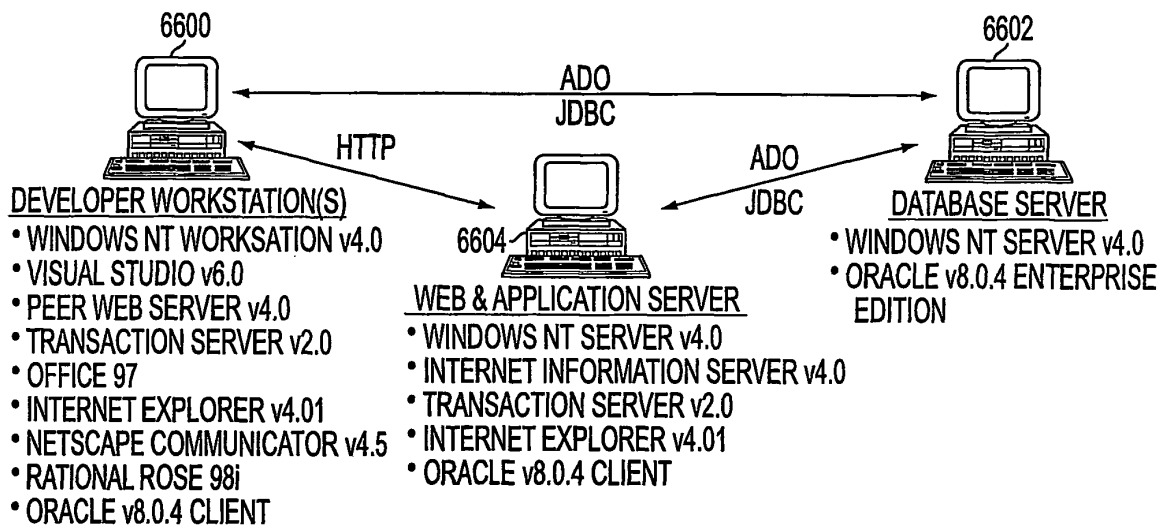 6600
6602
ADO
JDBC
HTTP
ADO
JDBC
6604
DEVELOPER WORKSTATION(S)
• WINDOWS NT WORKSATION v4.0
• VISUAL STUDIO v6.0
• PEER WEB SERVER v4.0
• TRANSACTION SERVER v2.0
• OFFICE 97
• INTERNET EXPLORER v4.01
• NETSCAPE COMMUNICATOR v4.5
• RATIONAL ROSE 98i
• ORACLE v8.0.4 CLIENT
WEB & APPLICATION SERVER
• WINDOWS NT SERVER v4.0
• INTERNET INFORMATION SERVER v4.0
• TRANSACTION SERVER v2.0
• INTERNET EXPLORER v4.01
• ORACLE v8.0.4 CLIENT
DATABASE SERVER
• WINDOWS NT SERVER v4.0
• ORACLE v8.0.4 ENTERPRISE
EDITION